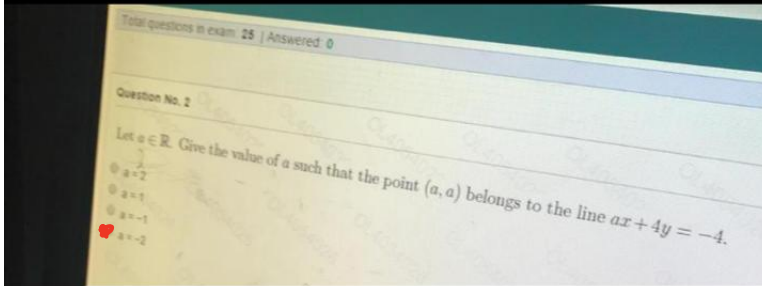 Total questions in exam: 25 | Answered: 0
Question No. 2
Let a ∈ ℝ. Give the value of a such that the point (a, a) belongs to the line ax + 4y = −4.
a=2
a=1
a=-1
a=-2